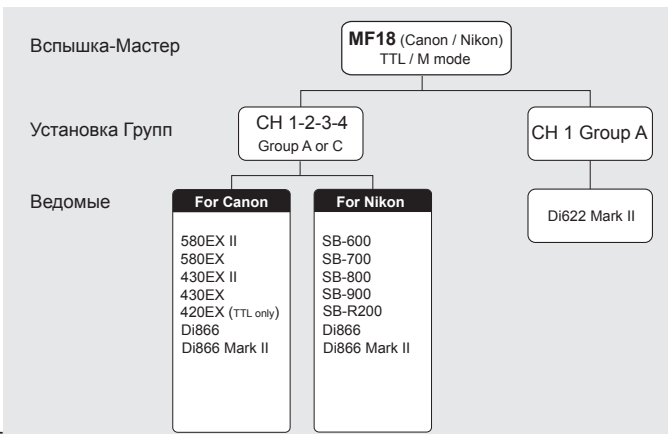 Вспышка-Мастер
MF18 (Canon / Nikon)
TTL / M mode
Установка Групп
CH 1-2-3-4
Group A or C
CH 1 Group A
Ведомые
For Canon
580EX II
580EX
430EX II
430EX
420EX (TTL only)
Di866
Di866 Mark II
For Nikon
SB-600
SB-700
SB-800
SB-900
SB-R200
Di866
Di866 Mark II
Di622 Mark II